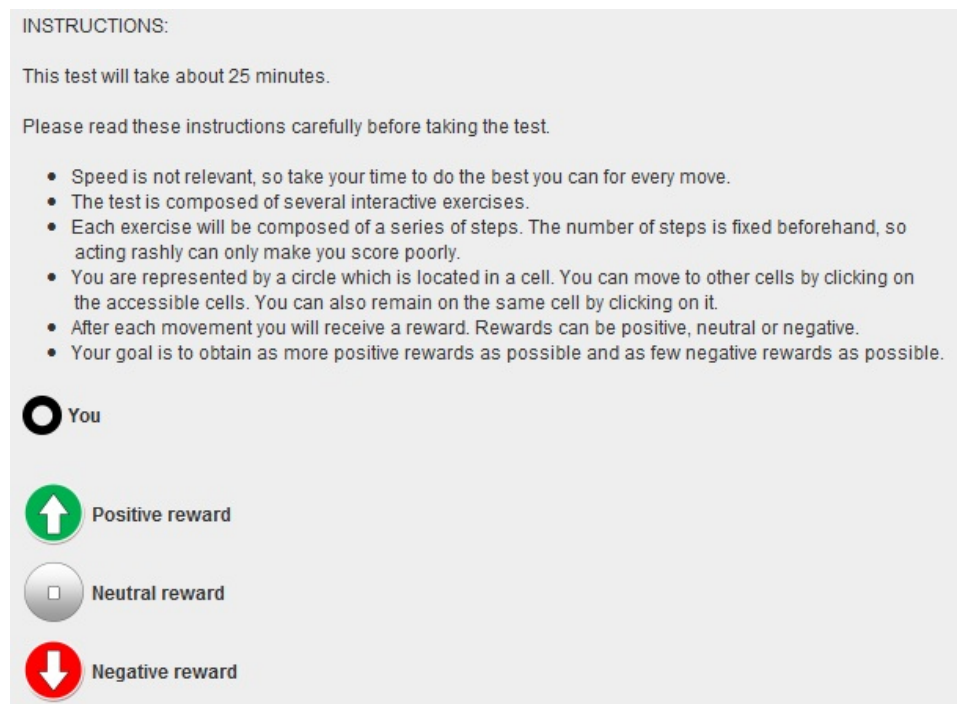 INSTRUCTIONS:
This test will take about 25 minutes.
Please read these instructions carefully before taking the test.
• Speed is not relevant, so take your time to do the best you can for every move.
• The test is composed of several interactive exercises.
• Each exercise will be composed of a series of steps. The number of steps is fixed beforehand, so
acting rashly can only make you score poorly.
• You are represented by a circle which is located in a cell. You can move to other cells by clicking on
the accessible cells. You can also remain on the same cell by clicking on it.
• After each movement you will receive a reward. Rewards can be positive, neutral or negative.
• Your goal is to obtain as more positive rewards as possible and as few negative rewards as possible.
You
Positive reward
Neutral reward
Negative reward